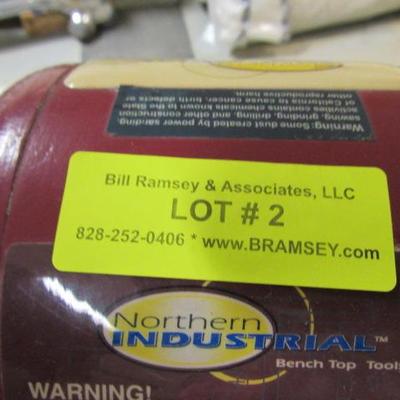 INDUSTRIAL
Warning: Some dust created by power sanding,
sawing, grinding, drilling, and other construction
activities contains chemicals known to the State
of California to cause cancer, birth defects or
other reproductive harm.
Bill Ramsey & Associates, LLC
LOT # 2
828-252-0406 * www.BRAMSEY.com
Northern
INDUSTRIAL™
Bench Top Tools
WARNING!